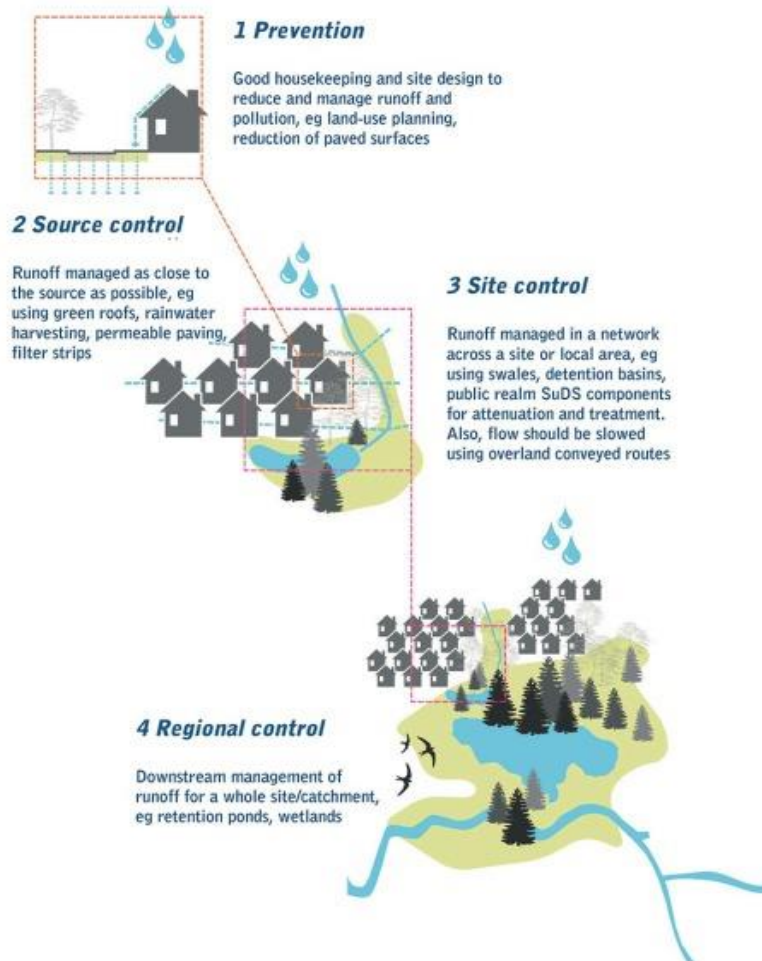 1 Prevention
Good housekeeping and site design to
reduce and manage runoff and
pollution, eg land-use planning,
reduction of paved surfaces
2 Source control
Runoff managed as close to
the source as possible, eg
using green roofs, rainwater
harvesting, permeable paving,
filter strips
3 Site control
Runoff managed in a network
across a site or local area, eg
using swales, detention basins,
public realm SuDS components
for attenuation and treatment.
Also, flow should be slowed
using overland conveyed routes
4 Regional control
Downstream management of
runoff for a whole site/catchment,
eg retention ponds, wetlands